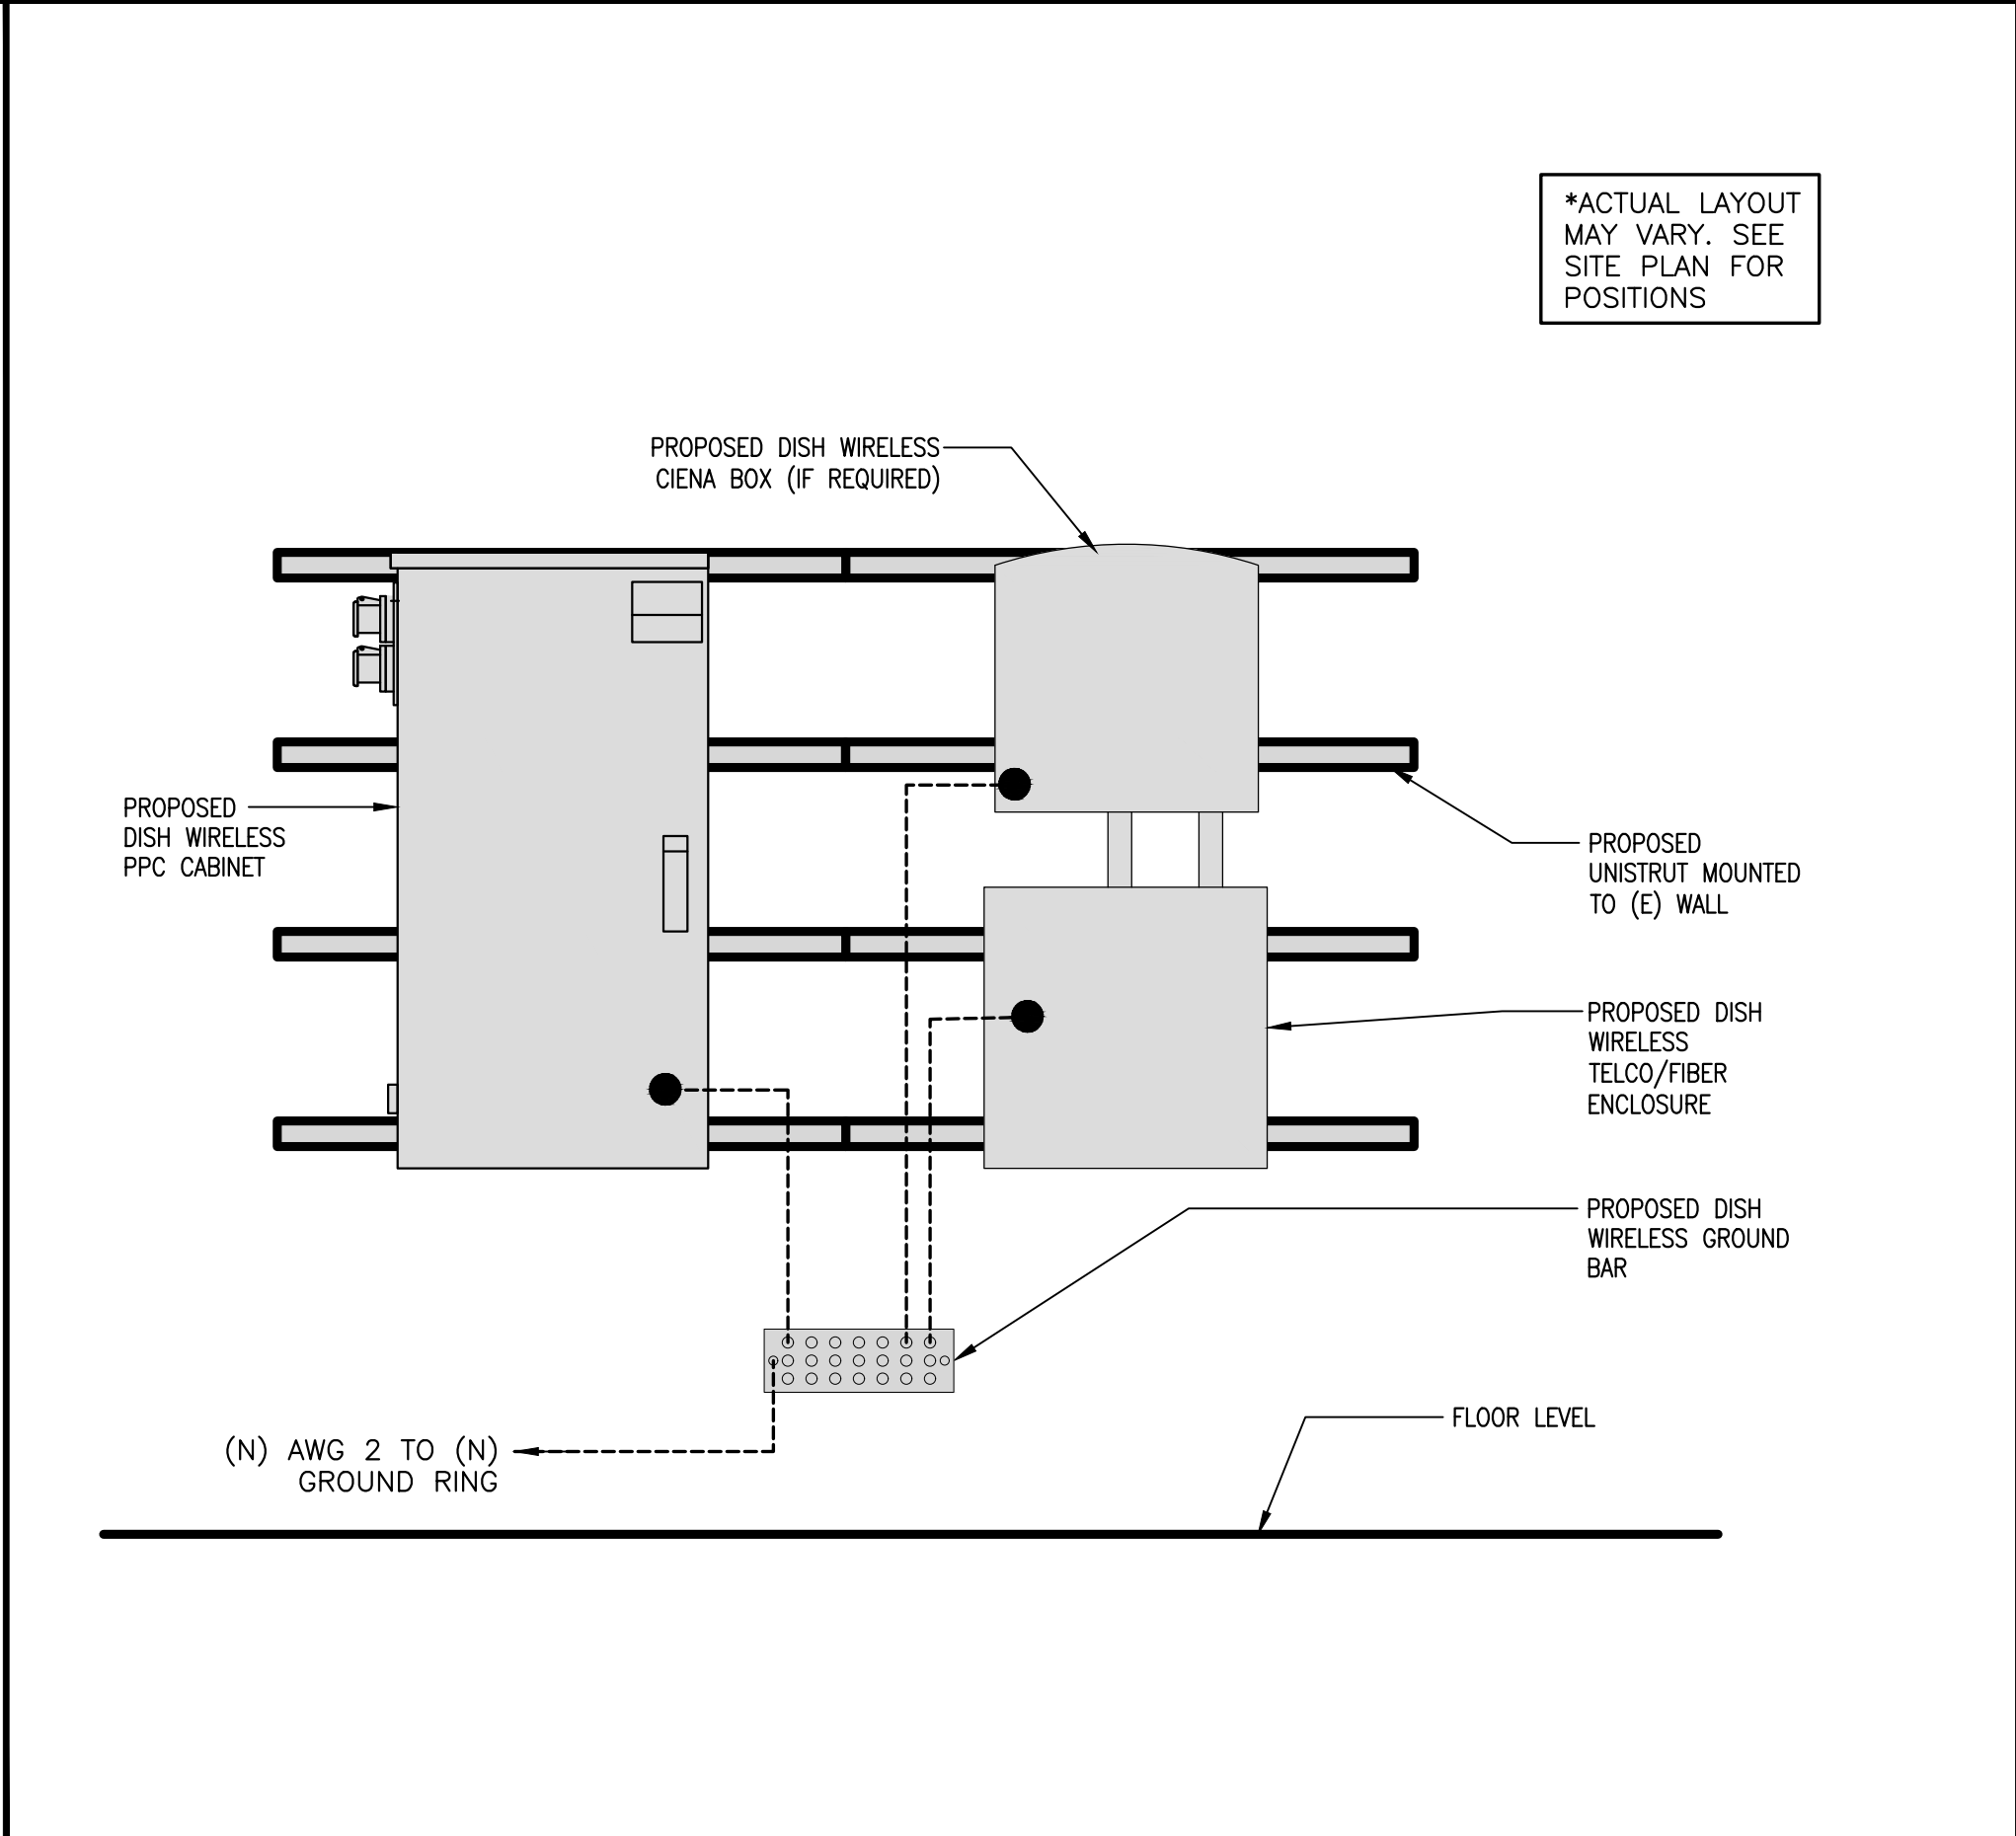 *ACTUAL LAYOUT
MAY VARY. SEE
SITE PLAN FOR
POSITIONS
PROPOSED DISH WIRELESS
CIENA BOX (IF REQUIRED)
PROPOSED
DISH WIRELESS
PPC CABINET
PROPOSED
UNISTRUT MOUNTED
TO (E) WALL
PROPOSED DISH
WIRELESS
TELCO/FIBER
ENCLOSURE
PROPOSED DISH
WIRELESS GROUND
BAR
FLOOR LEVEL
(N) AWG 2 TO (N)
GROUND RING